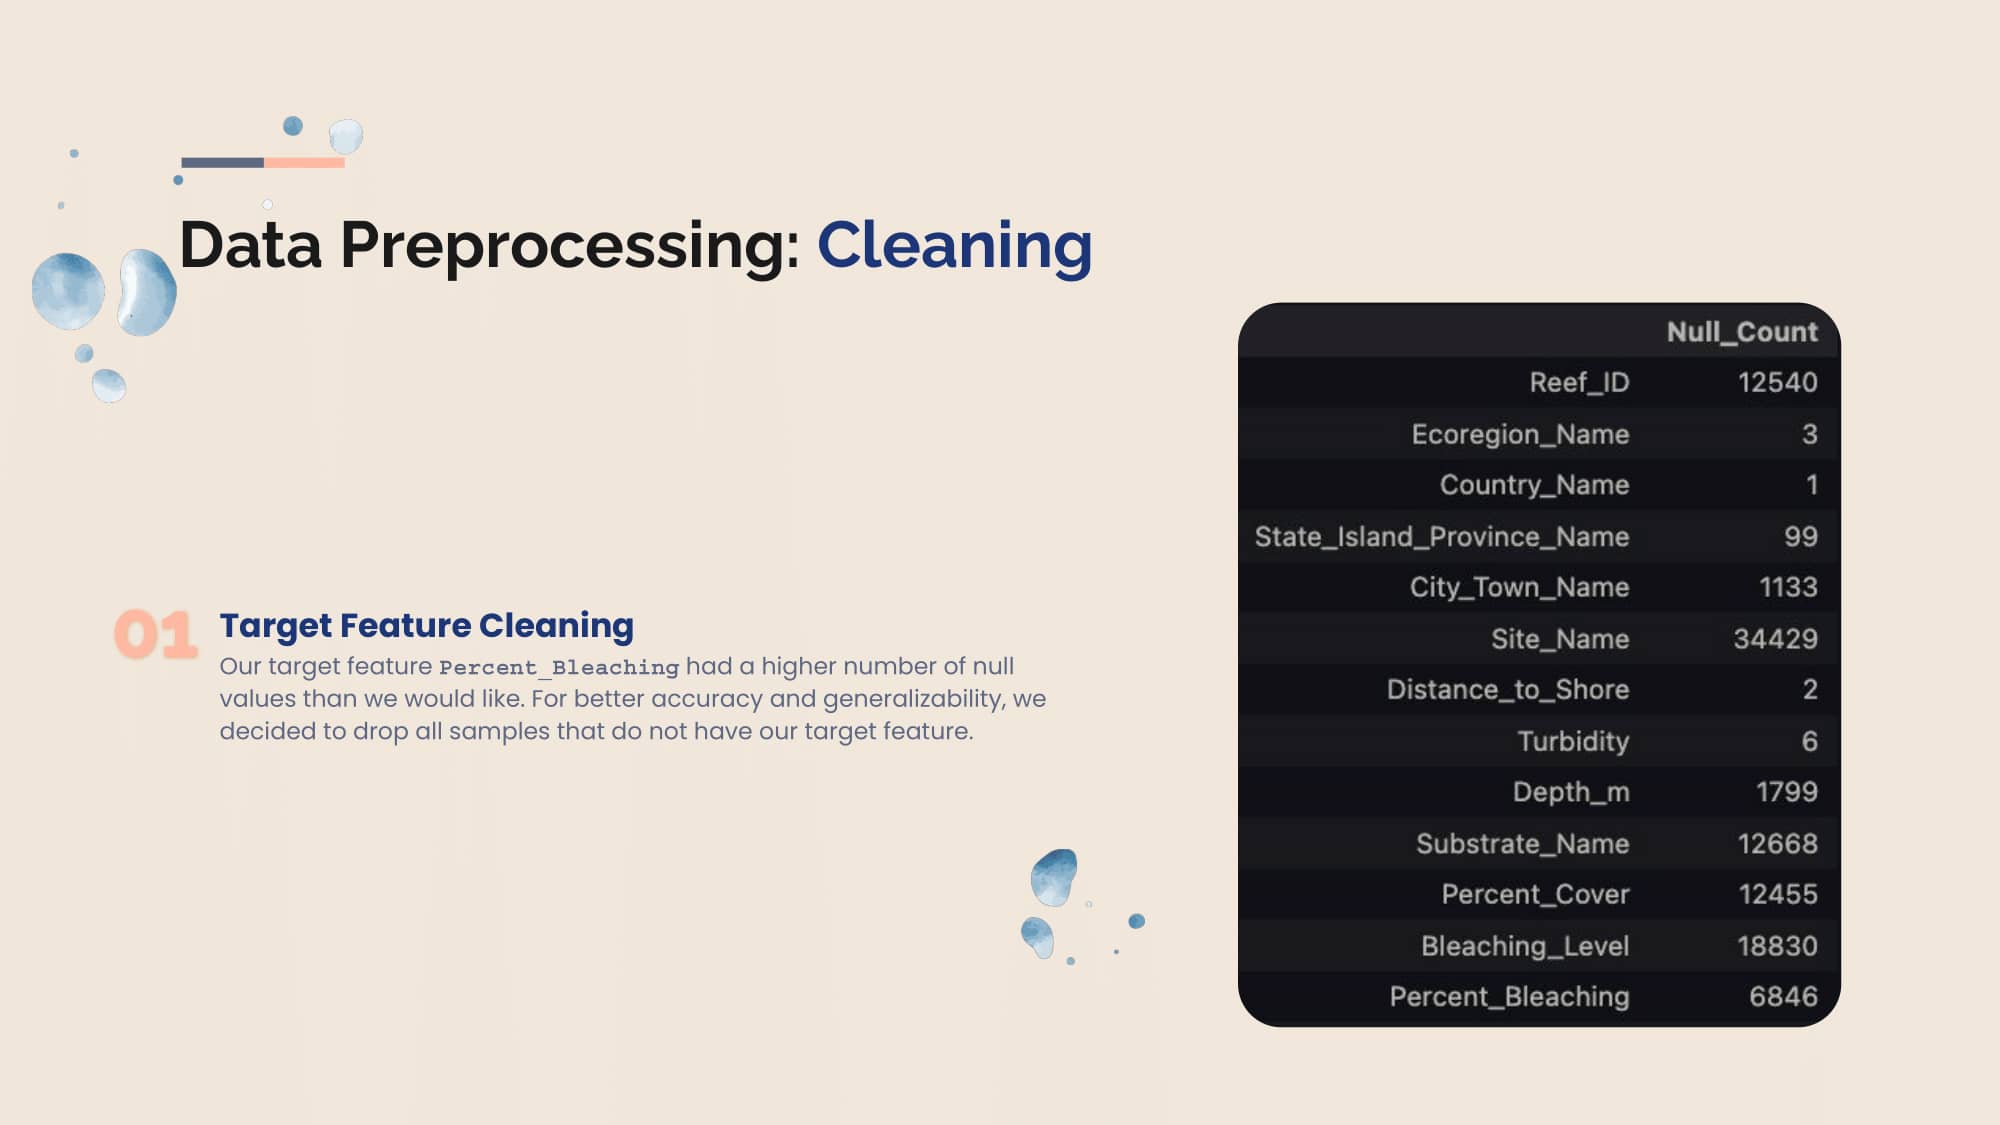 Data Preprocessing: Cleaning
01
Target Feature Cleaning
Our target feature Percent_Bleaching had a higher number of null
values than we would like. For better accuracy and generalizability, we
decided to drop all samples that do not have our target feature.
Null_Count
Reef_ID 12540
Ecoregion_Name 3
Country_Name 1
State_Island_Province_Name 99
City_Town_Name 1133
Site_Name 34429
Distance_to_Shore 2
Turbidity 6
Depth_m 1799
Substrate_Name 12668
Percent_Cover 12455
Bleaching_Level 18830
Percent_Bleaching 6846